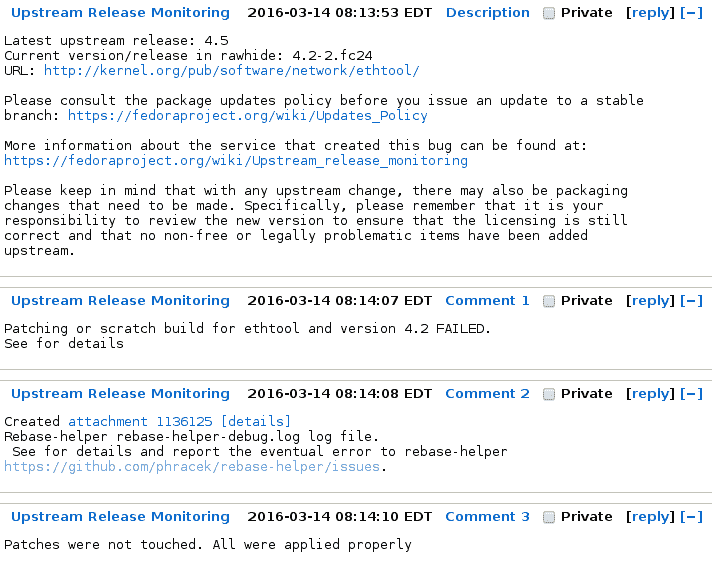 Upstream Release Monitoring 2016-03-14 08:13:53 EDT Description Private [reply] [−]
Latest upstream release: 4.5
Current version/release in rawhide: 4.2-2.fc24
URL: http://kernel.org/pub/software/network/ethtool/
Please consult the package updates policy before you issue an update to a stable
branch: https://fedoraproject.org/wiki/Updates_Policy
More information about the service that created this bug can be found at:
https://fedoraproject.org/wiki/Upstream_release_monitoring
Please keep in mind that with any upstream change, there may also be packaging
changes that need to be made. Specifically, please remember that it is your
responsibility to review the new version to ensure that the licensing is still
correct and that no non-free or legally problematic items have been added
upstream.
Upstream Release Monitoring 2016-03-14 08:14:07 EDT Comment 1 Private [reply] [−]
Patching or scratch build for ethtool and version 4.2 FAILED.
See for details
Upstream Release Monitoring 2016-03-14 08:14:08 EDT Comment 2 Private [reply] [−]
Created attachment 1136125 [details]
Rebase-helper rebase-helper-debug.log log file.
See for details and report the eventual error to rebase-helper
https://github.com/phracek/rebase-helper/issues.
Upstream Release Monitoring 2016-03-14 08:14:10 EDT Comment 3 Private [reply] [−]
Patches were not touched. All were applied properly